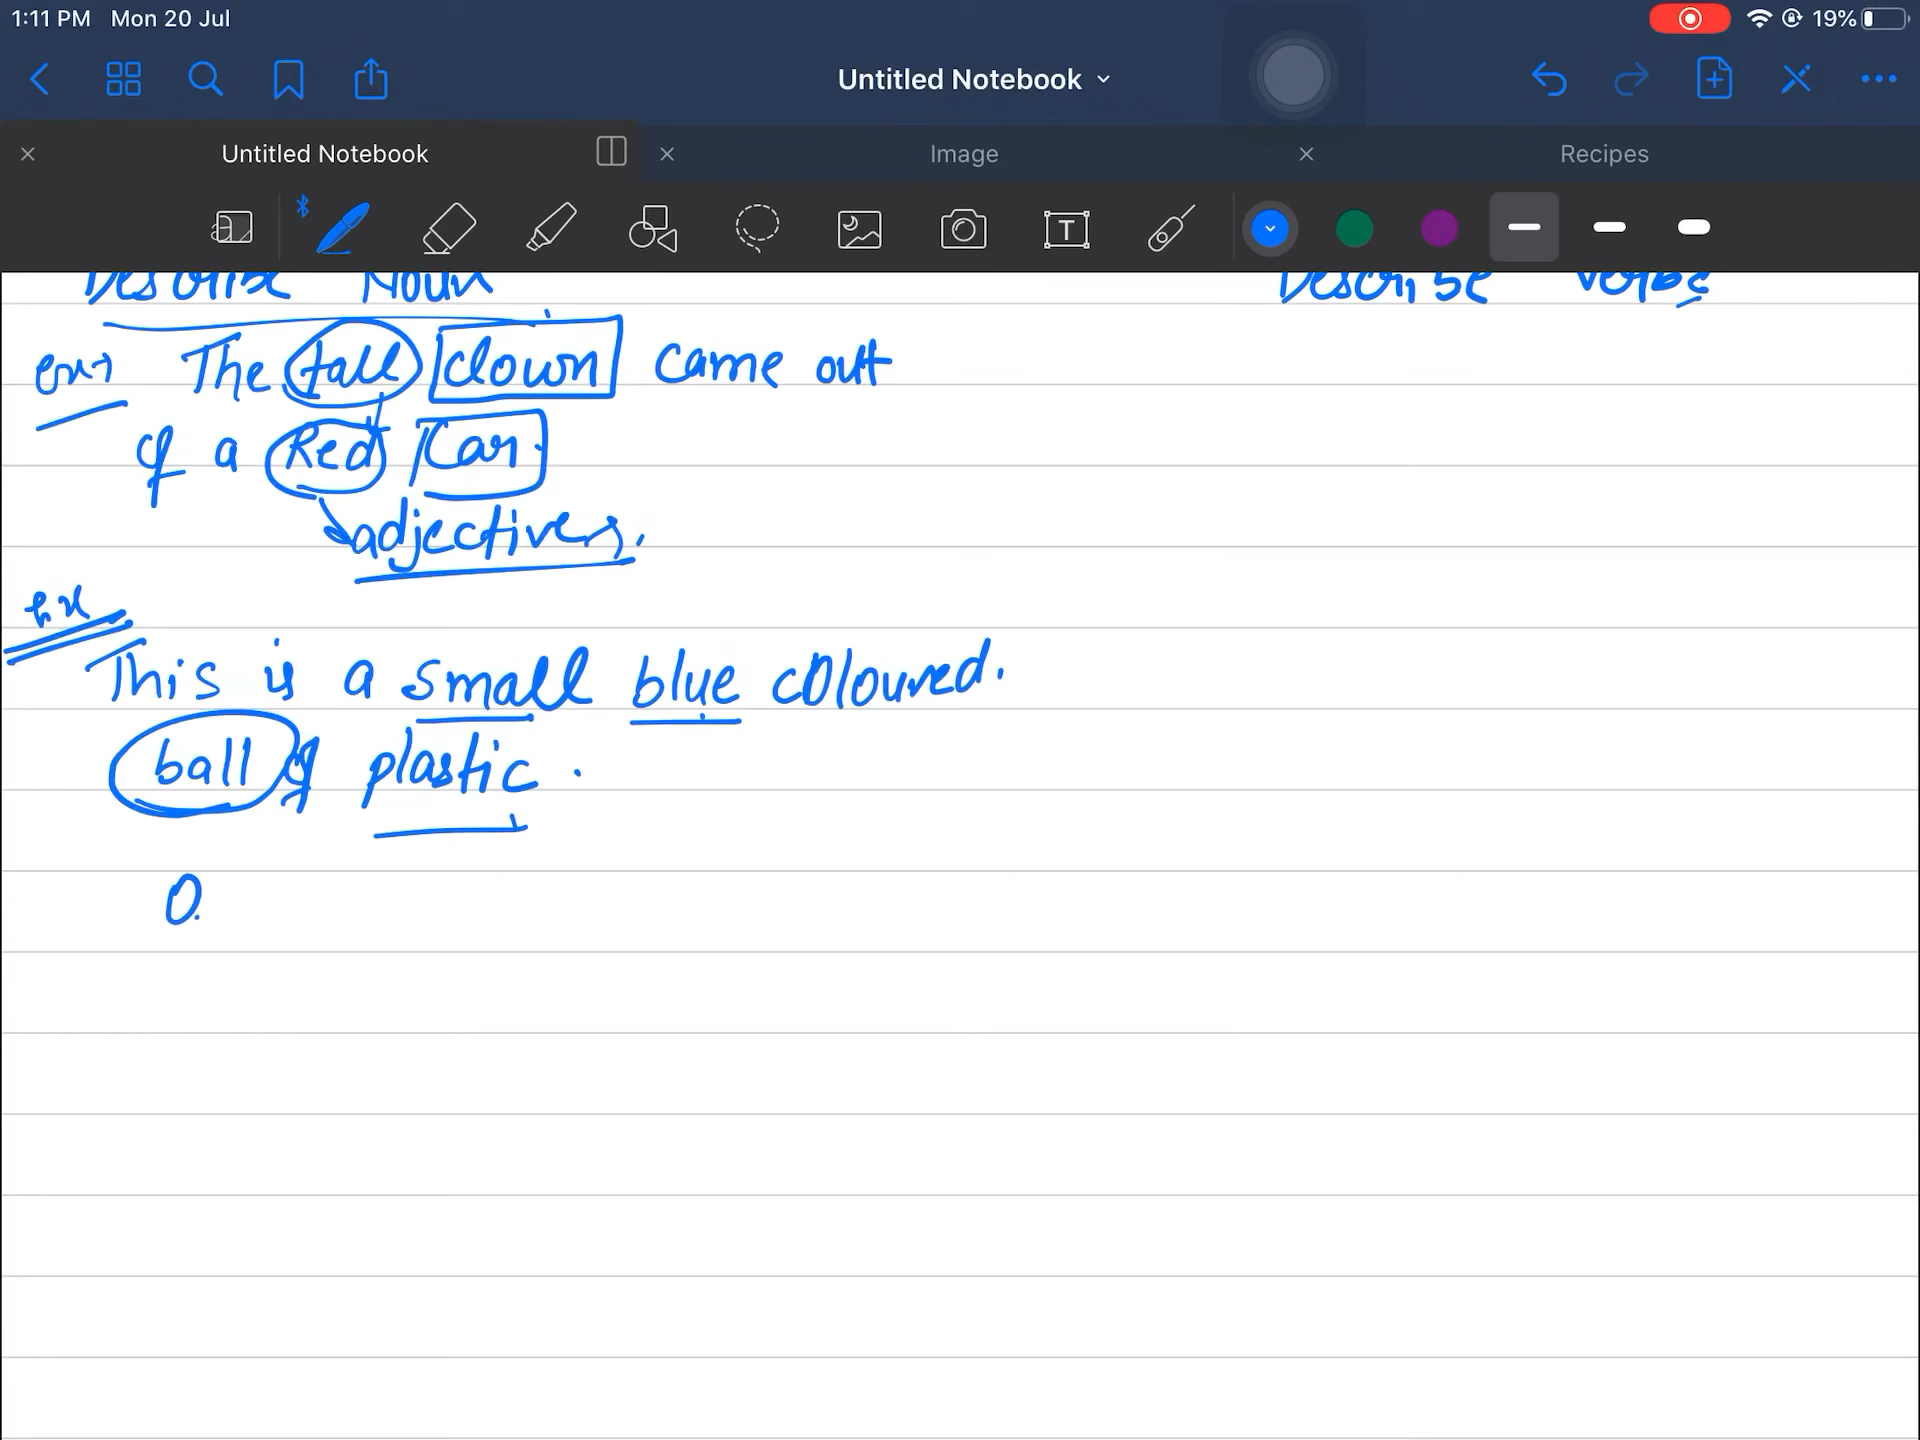 1:11 PM Mon 20 Jul
19%
Untitled Notebook
Untitled Notebook
Image
Recipes
T
Describe Noun
Describe Verbs
ex→ The tall clown came out
of a Red Car.
adjectives.
ex
This is a small blue coloured.
ball of plastic.
O.